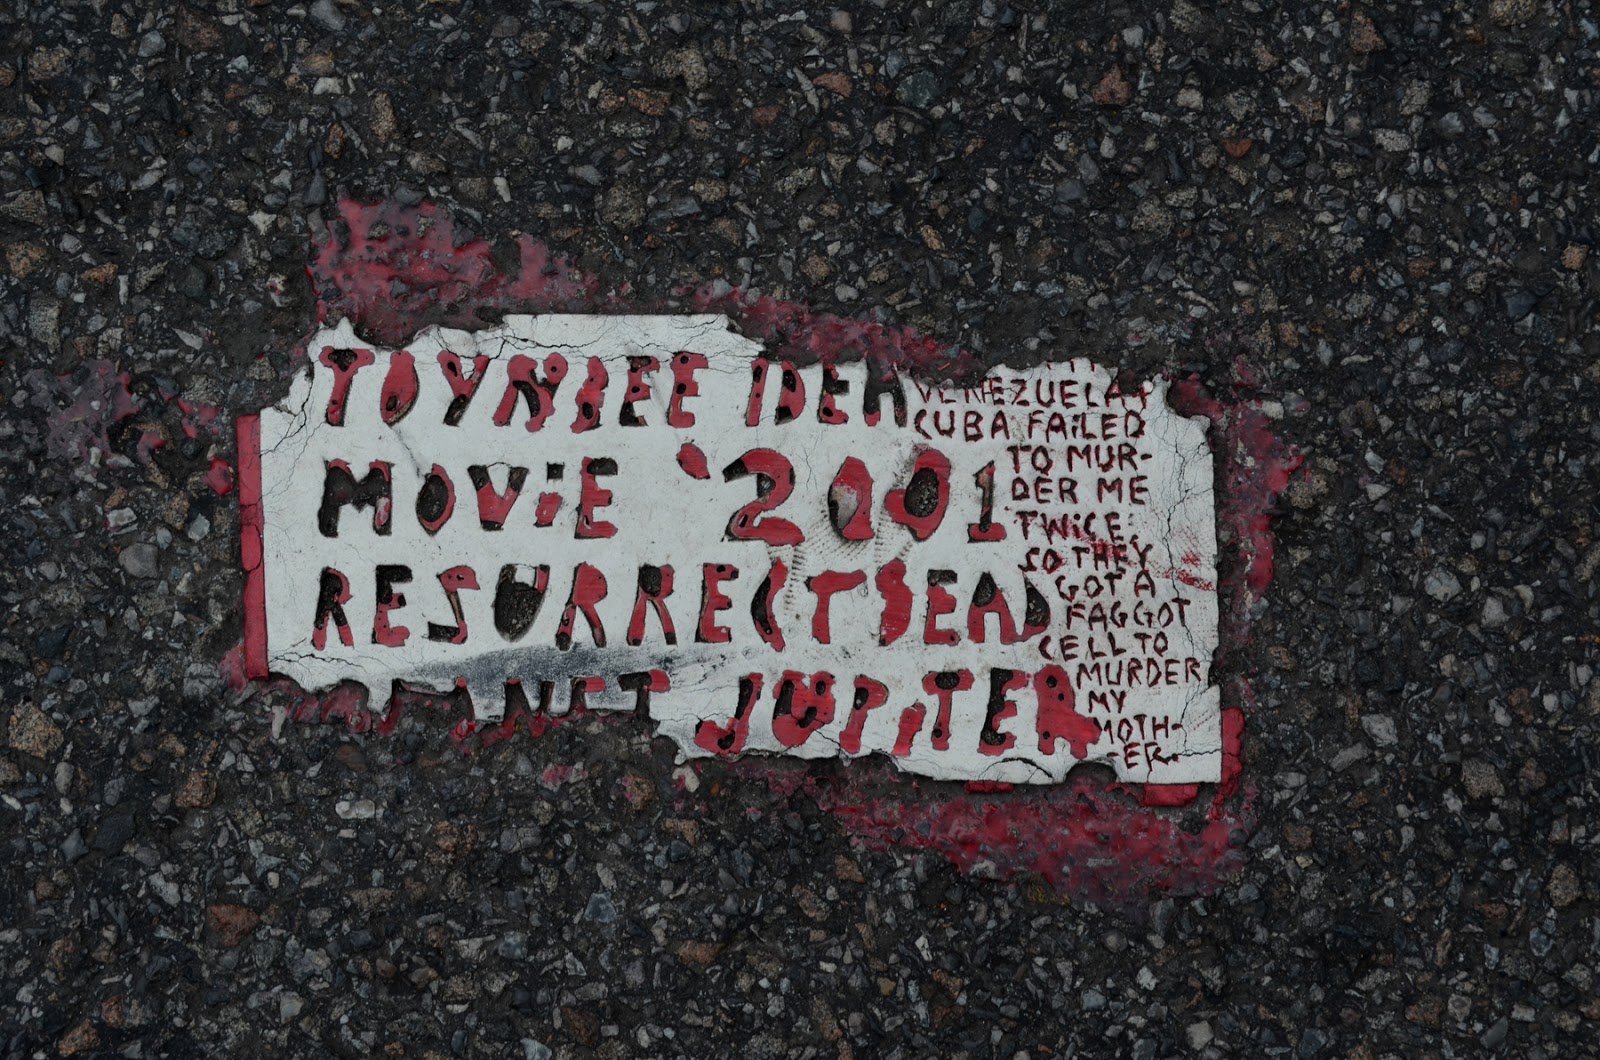 TOYNBEE IDEA
MOViE '2001
RESURRECT DEAD
PLANET JUPiTER
VENEZUELA +
CUBA FAiLED
TO MUR-
DER ME
TWiCE;
SO THEY
GOT A
FAGGOT
CELL TO
MURDER
MY
MOTH-
-ER.